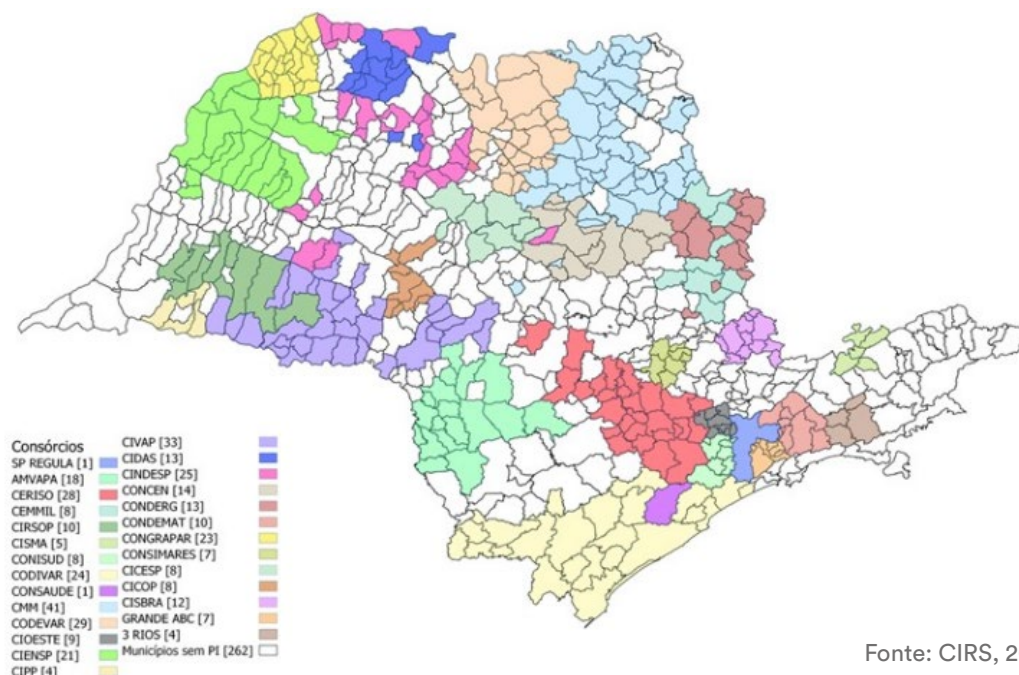 Consórcios
SP REGULA [1]
AMVAPA [18]
CERISO [28]
CEMMIL [8]
CIRSOP [10]
CISMA [5]
CONISUD [8]
CODIVAR [24]
CONSAUDE [1]
CMM [41]
CODEVAR [29]
CIOESTE [9]
CIENSP [21]
CIPP [4]
CIVAP [33]
CIDAS [13]
CINDESP [25]
CONCEN [14]
CONDERG [13]
CONDEMAT [10]
CONGRAPAR [23]
CONSIMARES [7]
CICESP [8]
CICOP [8]
CISBRA [12]
GRANDE ABC [7]
3 RIOS [4]
Municípios sem PI [262]
Fonte: CIRS, 2